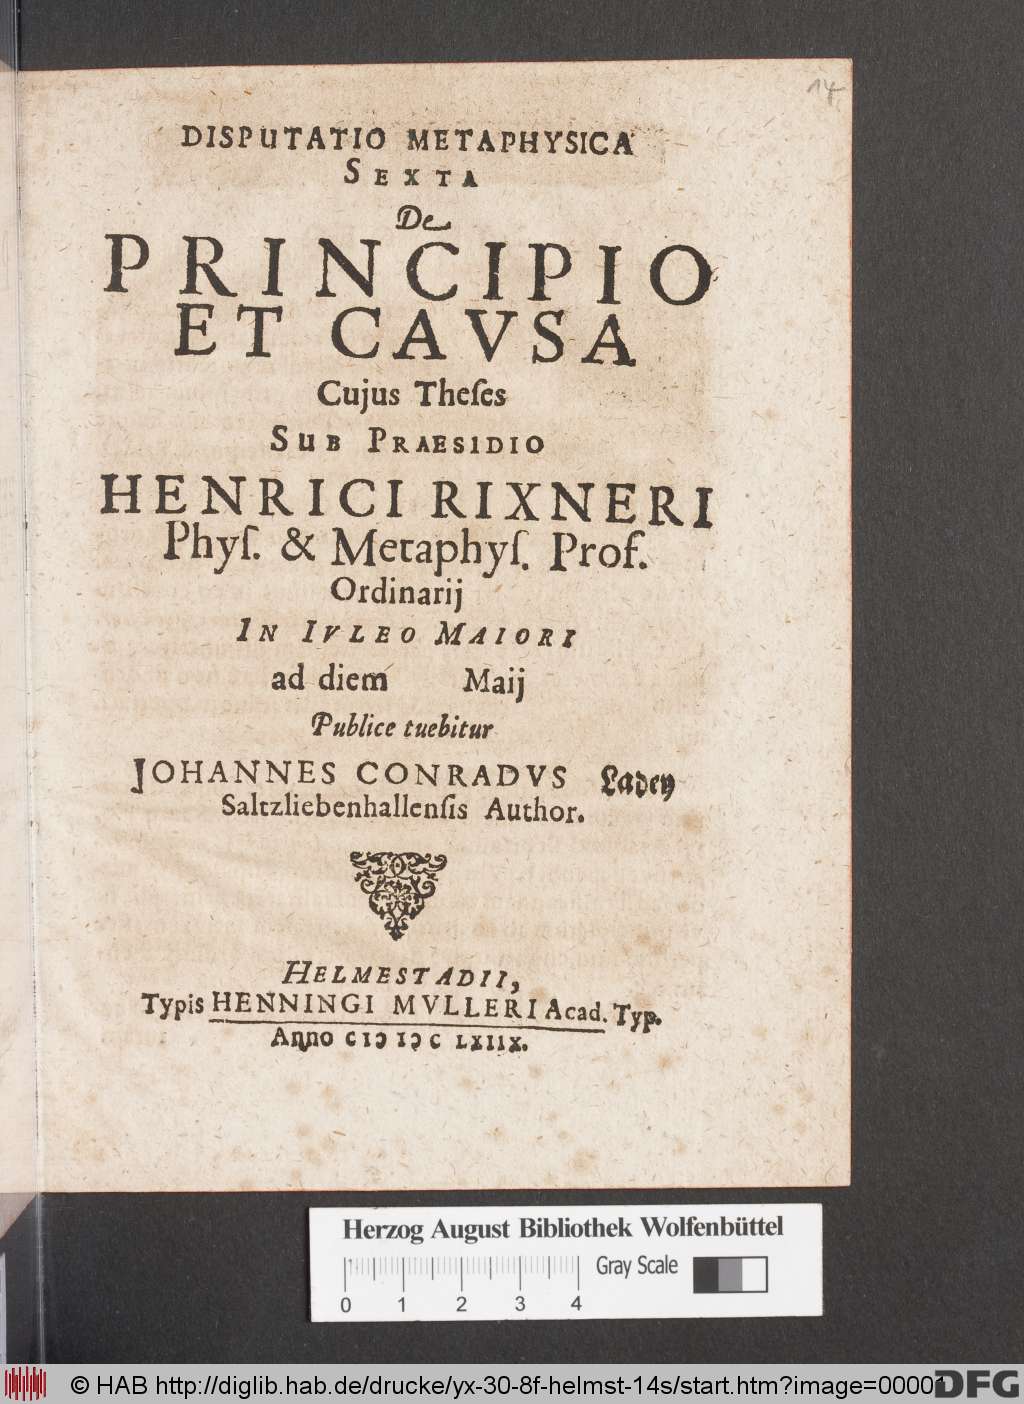 14
DISPUTATIO METAPHYSICA
SEXTA
De
PRINCIPIO
ET CAVSA
Cujus Theſes
SUB PRAESIDIO
HENRICI RIXNERI
Phyſ. & Metaphyſ. Prof.
Ordinarij
IN IVLEO MAIORI
ad diem Maij
Publice tuebitur
JOHANNES CONRADVS Ladey
Saltzliebenhallenſis Author.
HELMESTADII,
Typis HENNINGI MVLLERI Acad. Typ.
Anno CIↃ IↃC LXIIX.
Herzog August Bibliothek Wolfenbüttel
Gray Scale
0 1 2 3 4
© HAB http://diglib.hab.de/drucke/yx-30-8f-helmst-14s/start.htm?image=00001
DFG